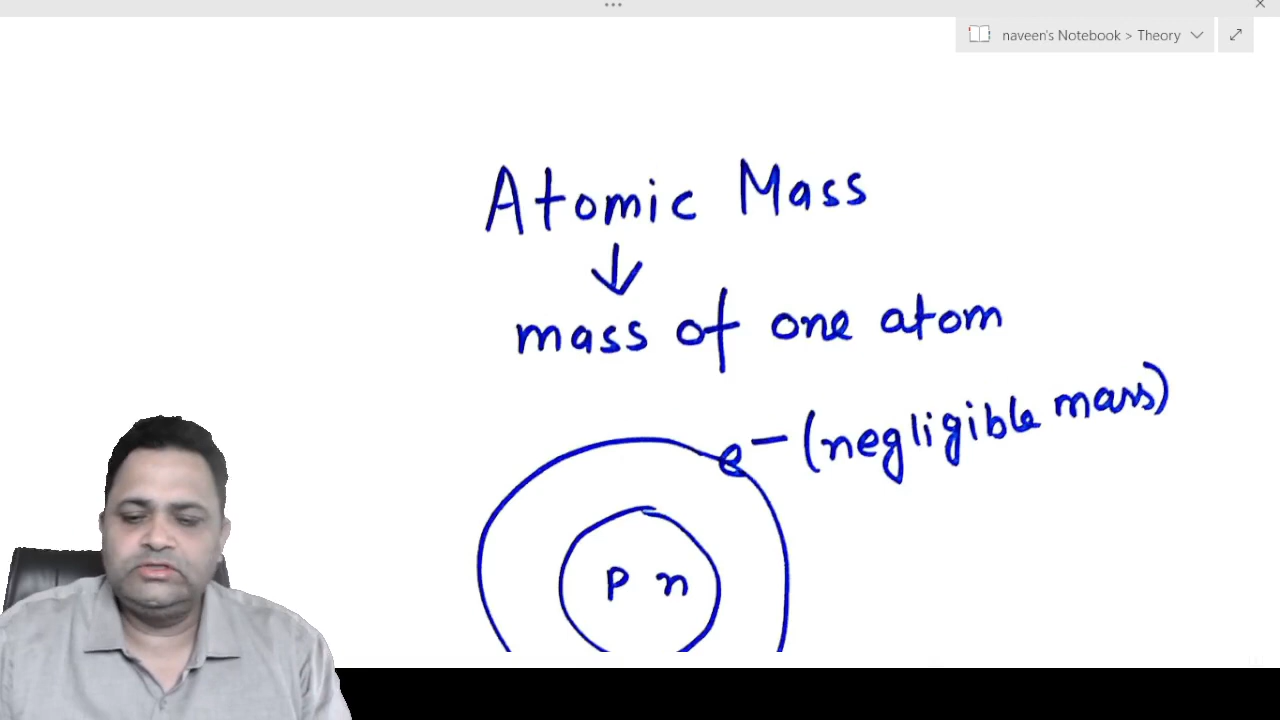 naveen's Notebook > Theory
Atomic Mass
↓
mass of one atom
e⁻ (negligible mass)
P n